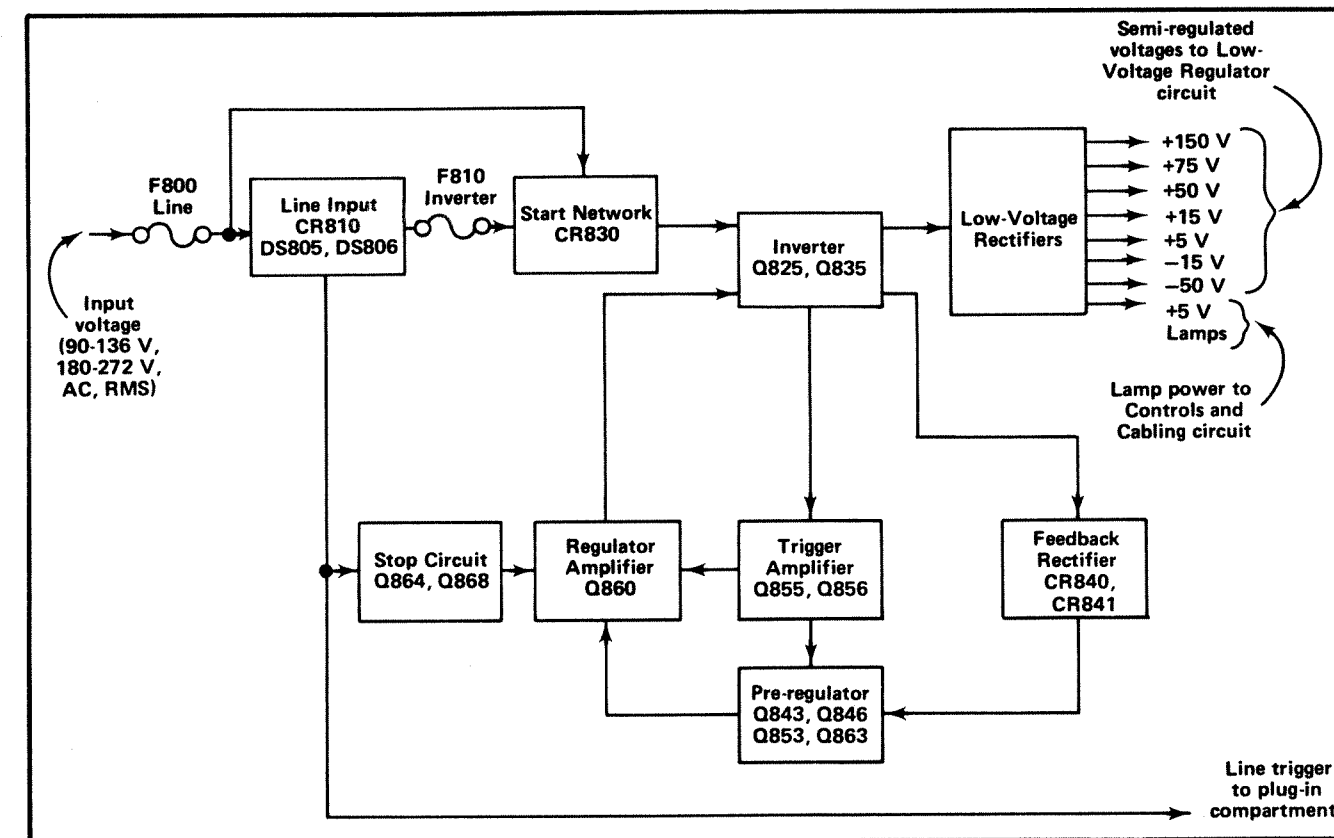 Semi-regulated
voltages to Low-
Voltage Regulator
circuit
F800
Line
Line Input
CR810
DS805, DS806
F810
Inverter
Start Network
CR830
Inverter
Q825, Q835
Low-Voltage
Rectifiers
+150 V
+75 V
+50 V
+15 V
+5 V
−15 V
−50 V
+5 V
Lamps
Input
voltage
(90-136 V,
180-272 V,
AC, RMS)
Lamp power to
Controls and
Cabling circuit
Stop Circuit
Q864, Q868
Regulator
Amplifier
Q860
Trigger
Amplifier
Q855, Q856
Feedback
Rectifier
CR840,
CR841
Pre-regulator
Q843, Q846
Q853, Q863
Line trigger
to plug-in
compartment